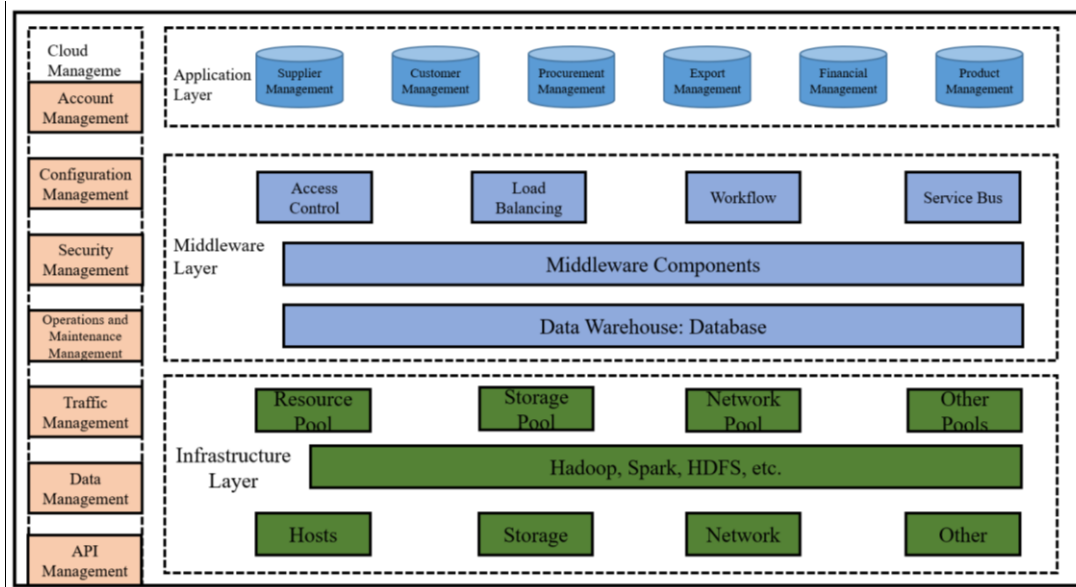 Cloud
Manageme
Account
Management
Configuration
Management
Security
Management
Operations and
Maintenance
Management
Traffic
Management
Data
Management
API
Management
Application
Layer
Supplier
Management
Customer
Management
Procurement
Management
Export
Management
Financial
Management
Product
Management
Middleware
Layer
Access
Control
Load
Balancing
Workflow
Service Bus
Middleware Components
Data Warehouse: Database
Infrastructure
Layer
Resource
Pool
Storage
Pool
Network
Pool
Other
Pools
Hadoop, Spark, HDFS, etc.
Hosts
Storage
Network
Other